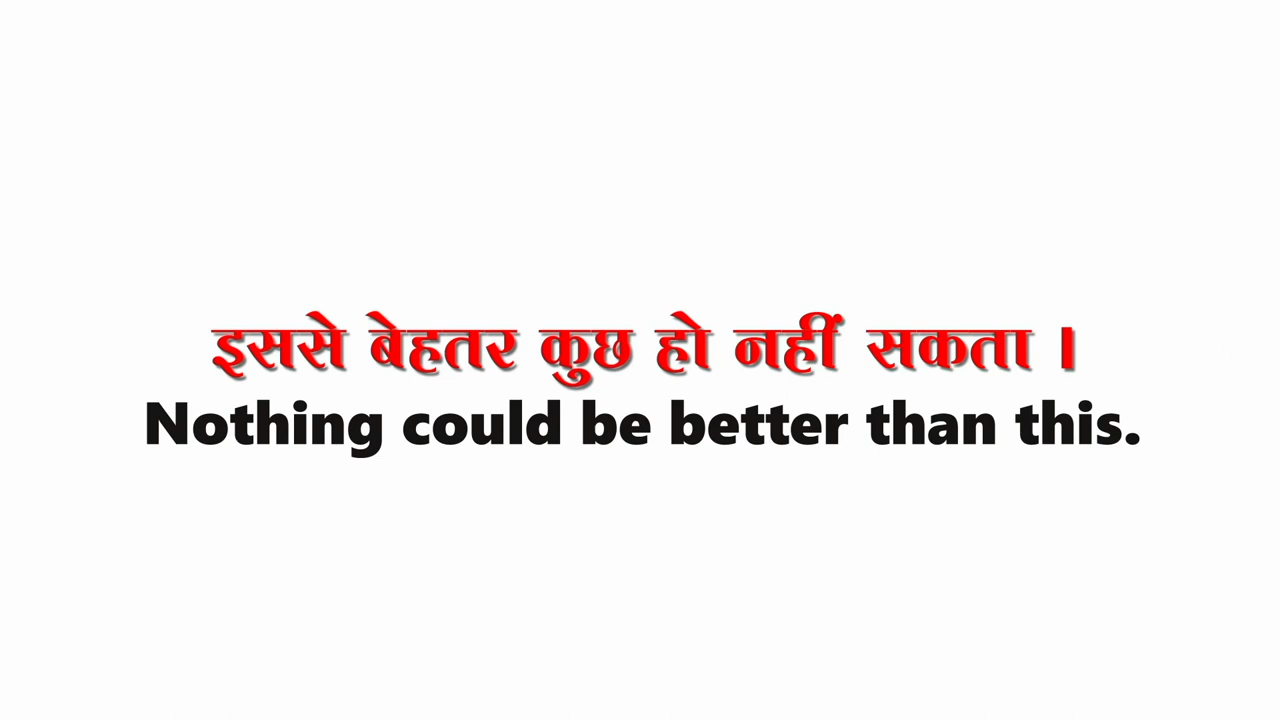 इससे बेहतर कुछ हो नहीं सकता ।
Nothing could be better than this.